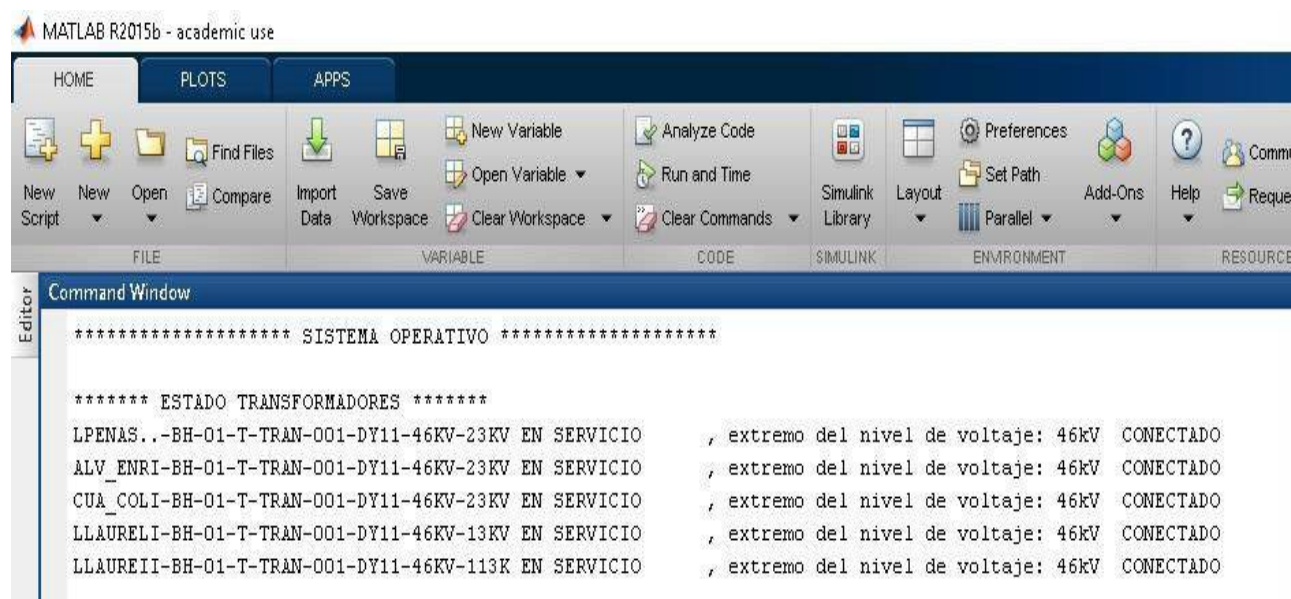 MATLAB R2015b - academic use
HOME PLOTS APPS
New Script
New
Open
Find Files
Compare
FILE
Import Data
Save Workspace
New Variable
Open Variable
Clear Workspace
VARIABLE
Analyze Code
Run and Time
Clear Commands
CODE
Simulink Library
SIMULINK
Layout
Preferences
Set Path
Parallel
Add-Ons
ENVIRONMENT
Help
Commu
Reque
RESOURCE
Editor
Command Window
******************** SISTEMA OPERATIVO ********************
******* ESTADO TRANSFORMADORES *******
LPENAS..-BH-01-T-TRAN-001-DY11-46KV-23KV EN SERVICIO , extremo del nivel de voltaje: 46kV CONECTADO
ALV_ENRI-BH-01-T-TRAN-001-DY11-46KV-23KV EN SERVICIO , extremo del nivel de voltaje: 46kV CONECTADO
CUA_COLI-BH-01-T-TRAN-001-DY11-46KV-23KV EN SERVICIO , extremo del nivel de voltaje: 46kV CONECTADO
LLAURELI-BH-01-T-TRAN-001-DY11-46KV-13KV EN SERVICIO , extremo del nivel de voltaje: 46kV CONECTADO
LLAUREII-BH-01-T-TRAN-001-DY11-46KV-113K EN SERVICIO , extremo del nivel de voltaje: 46kV CONECTADO